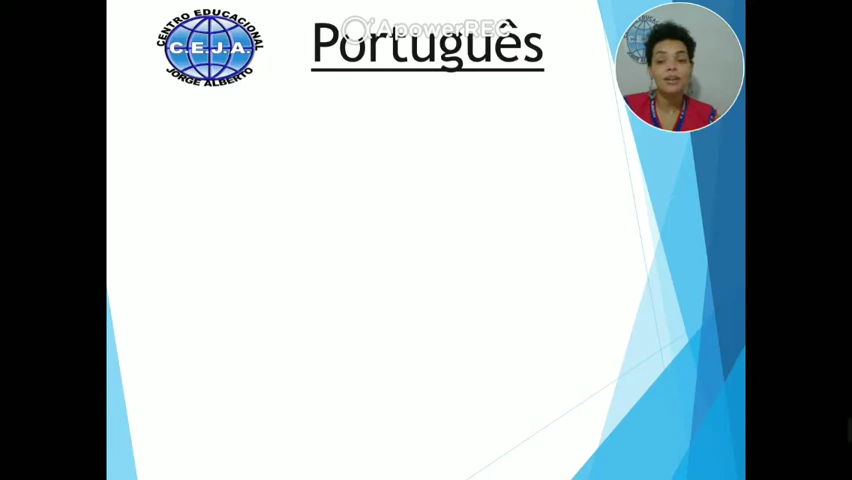 CENTRO EDUCACIONAL
C.E.J.A.
JORGE ALBERTO
ApowerREC
Português